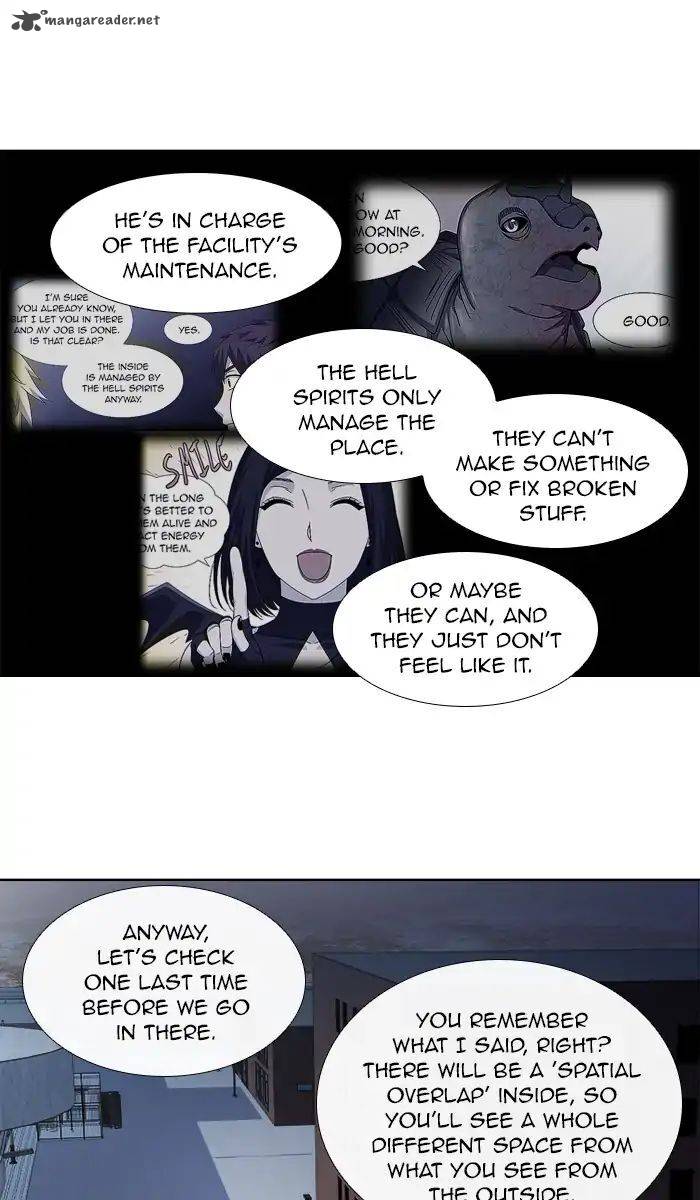 mangareader.net
HE'S IN CHARGE
OF THE FACILITY'S
MAINTENANCE.
OW AT
MORNING.
GOOD?
GOOD.
I'M SURE
YOU ALREADY KNOW,
BUT I LET YOU IN THERE
AND MY JOB IS DONE.
IS THAT CLEAR?
YES.
THE INSIDE
IS MANAGED BY
THE HELL SPIRITS
ANYWAY.
THE HELL
SPIRITS ONLY
MANAGE THE
PLACE.
THEY CAN'T
MAKE SOMETHING
OR FIX BROKEN
STUFF.
SMILE
N THE LONG
S BETTER TO
EM ALIVE AND
ACT ENERGY
OM THEM.
OR MAYBE
THEY CAN, AND
THEY JUST DON'T
FEEL LIKE IT.
ANYWAY,
LET'S CHECK
ONE LAST TIME
BEFORE WE GO
IN THERE.
YOU REMEMBER
WHAT I SAID, RIGHT?
THERE WILL BE A 'SPATIAL
OVERLAP' INSIDE, SO
YOU'LL SEE A WHOLE
DIFFERENT SPACE FROM
WHAT YOU SEE FROM
THE OUTSIDE.